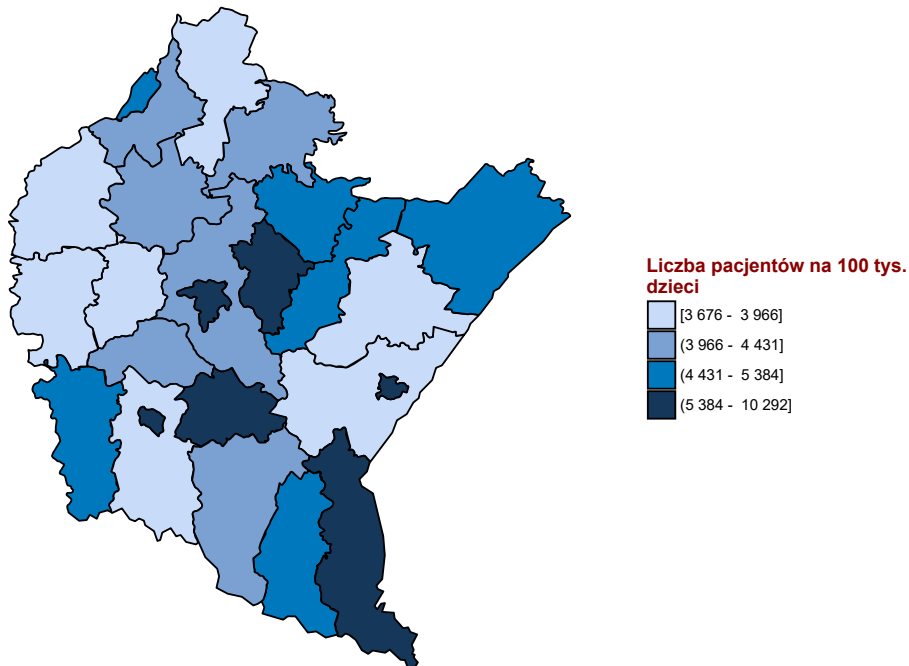 Liczba pacjentów na 100 tys.
dzieci
[3 676 - 3 966]
(3 966 - 4 431]
(4 431 - 5 384]
(5 384 - 10 292]